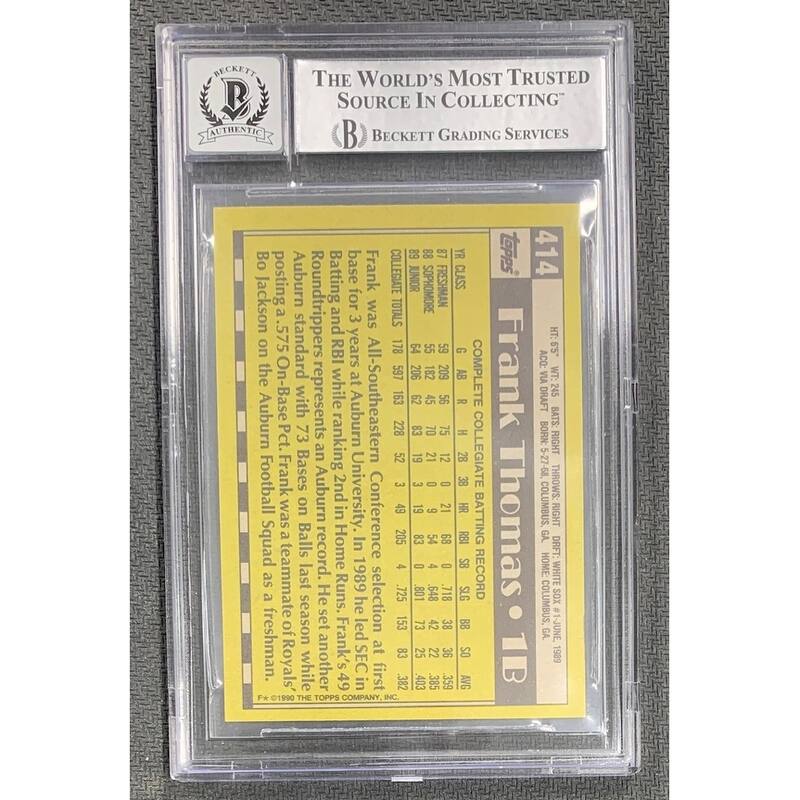 BECKETT
B
AUTHENTIC
THE WORLD'S MOST TRUSTED
SOURCE IN COLLECTING™
B BECKETT GRADING SERVICES
414
topps®
HT: 6'5" WT: 245 BATS: RIGHT THROWS: RIGHT DRFT: WHITE SOX #1-JUNE, 1989
ACQ: VIA DRAFT BORN: 5-27-68, COLUMBUS, GA. HOME: COLUMBUS, GA.
Frank Thomas • 1B
COMPLETE COLLEGIATE BATTING RECORD
YR CLASS G AB R H 2B 3B HR RBI SB SLG BB SO AVG
87 FRESHMAN 59 209 56 75 12 0 21 68 0 .718 38 36 .359
88 SOPHOMORE 55 182 45 70 21 0 9 54 4 .648 42 22 .385
89 JUNIOR 64 206 62 83 19 3 19 83 0 .801 73 25 .403
COLLEGIATE TOTALS 178 597 163 228 52 3 49 205 4 .725 153 83 .382
Frank was All-Southeastern Conference selection at first
base for 3 years at Auburn University. In 1989 he led SEC in
Batting and RBI while ranking 2nd in Home Runs. Frank's 49
Roundtrippers represents an Auburn record. He set another
Auburn standard with 73 Bases on Balls last season while
posting a .575 On-Base Pct. Frank was a teammate of Royals'
Bo Jackson on the Auburn Football Squad as a freshman.
F★ ©1990 THE TOPPS COMPANY, INC.